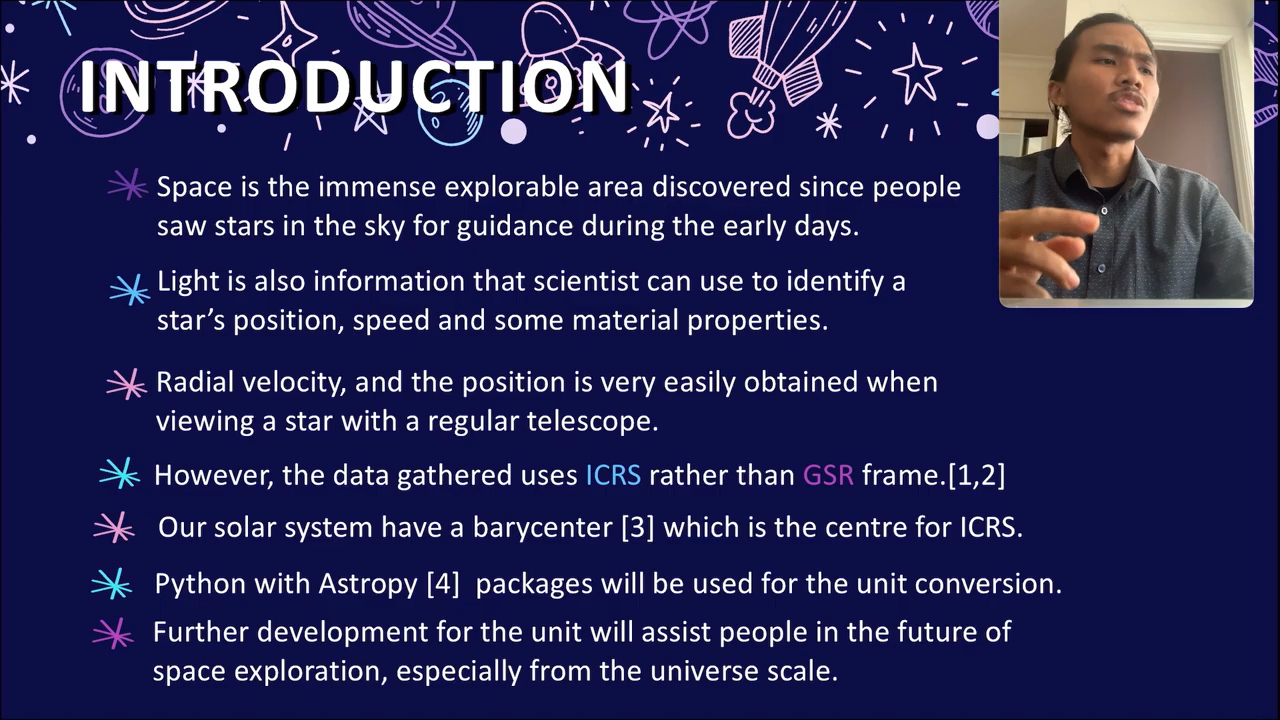 INTRODUCTION
Space is the immense explorable area discovered since people
saw stars in the sky for guidance during the early days.
Light is also information that scientist can use to identify a
star’s position, speed and some material properties.
Radial velocity, and the position is very easily obtained when
viewing a star with a regular telescope.
However, the data gathered uses ICRS rather than GSR frame.[1,2]
Our solar system have a barycenter [3] which is the centre for ICRS.
Python with Astropy [4] packages will be used for the unit conversion.
Further development for the unit will assist people in the future of
space exploration, especially from the universe scale.